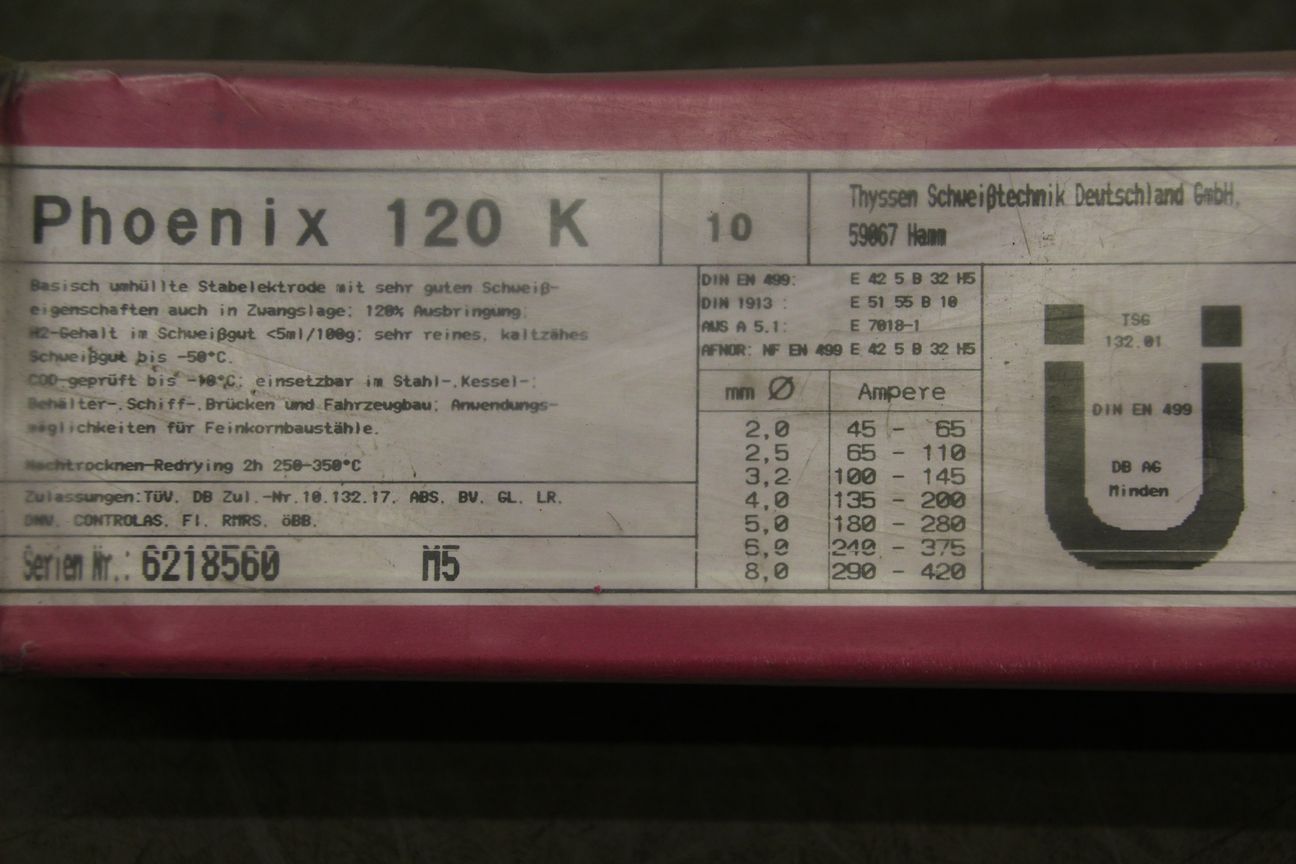 Phoenix 120 K
10
Thyssen Schweißtechnik Deutschland GmbH,
59067 Hamm
Basisch umhüllte Stabelektrode mit sehr guten Schweiß-
eigenschaften auch in Zwangslage; 120% Ausbringung;
H2-Gehalt im Schweißgut <5ml/100g; sehr reines, kaltzähes
Schweißgut bis -50°C.
COD-geprüft bis -10°C; einsetzbar im Stahl-,Kessel-;
Behälter-,Schiff-,Brücken und Fahrzeugbau; Anwendungs-
möglichkeiten für Feinkornbaustähle.
Nachtrocknen-Redrying 2h 250-350°C
Zulassungen:TÜV, DB Zul.-Nr.10.132.17, ABS, BV, GL, LR,
DNV, CONTROLAS, FI, RMRS, öBB.
Serien Nr.: 6218560 M5
DIN EN 499: E 42 5 B 32 H5
DIN 1913 : E 51 55 B 10
AWS A 5.1: E 7018-1
AFNOR: NF EN 499 E 42 5 B 32 H5
mm Ø Ampere
2,0 45 - 65
2,5 65 - 110
3,2 100 - 145
4,0 135 - 200
5,0 180 - 280
6,0 240 - 375
8,0 290 - 420
TSG
132.01
DIN EN 499
DB AG
Minden